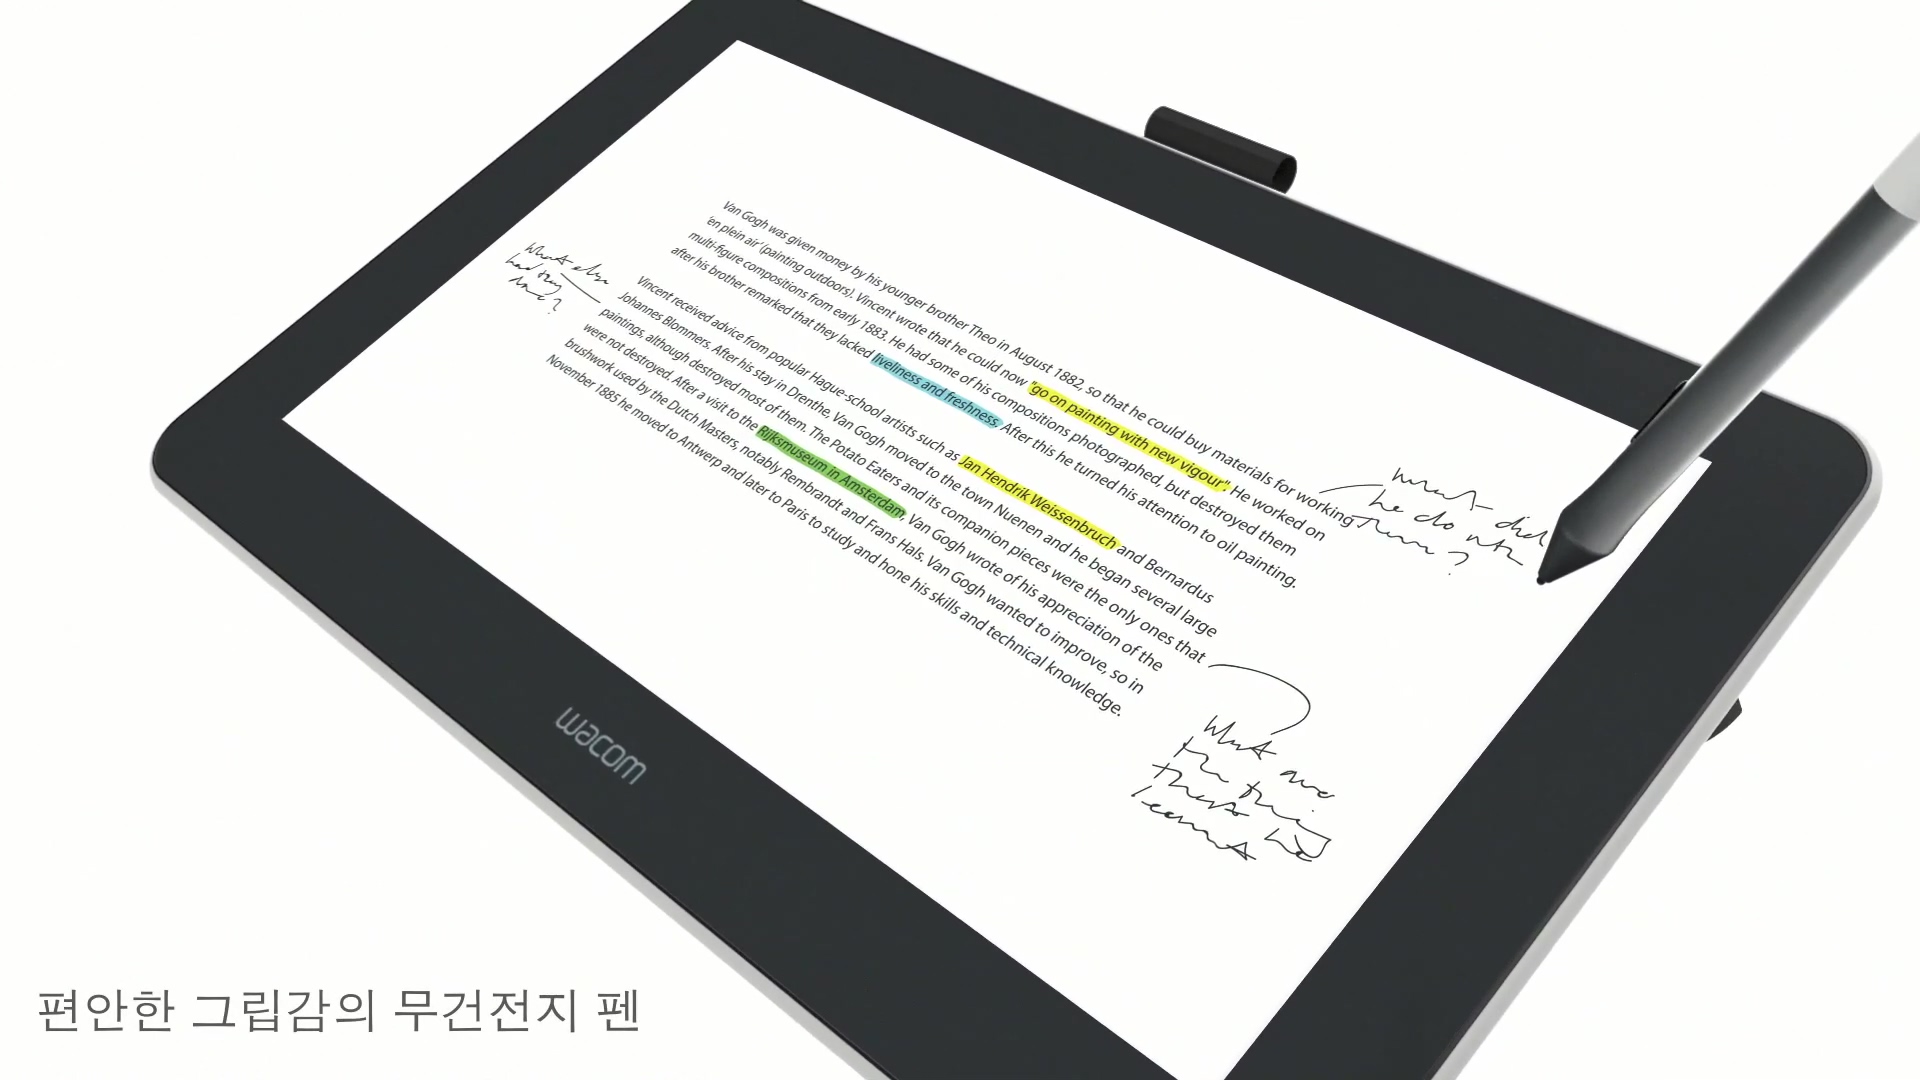 Van Gogh was given money by his younger brother Theo in August 1882, so that he could buy materials for working
'en plein air' (painting outdoors). Vincent wrote that he could now "go on painting with new vigour". He worked on
multi-figure compositions from early 1883. He had some of his compositions photographed, but destroyed them
after his brother remarked that they lacked liveliness and freshness. After this he turned his attention to oil painting.
Vincent received advice from popular Hague-school artists such as Jan Hendrik Weissenbruch and Bernardus
Johannes Blommers. After his stay in Drenthe, Van Gogh moved to the town Nuenen and he began several large
paintings, although destroyed most of them. The Potato Eaters and its companion pieces were the only ones that
were not destroyed. After a visit to the Rijksmuseum in Amsterdam, Van Gogh wrote of his appreciation of the
brushwork used by the Dutch Masters, notably Rembrandt and Frans Hals. Van Gogh wanted to improve, so in
November 1885 he moved to Antwerp and later to Paris to study and hone his skills and technical knowledge.
What else
had they
done?
what did
he do with
them?
What are
the
he
learnt
wacom
편안한 그립감의 무건전지 펜